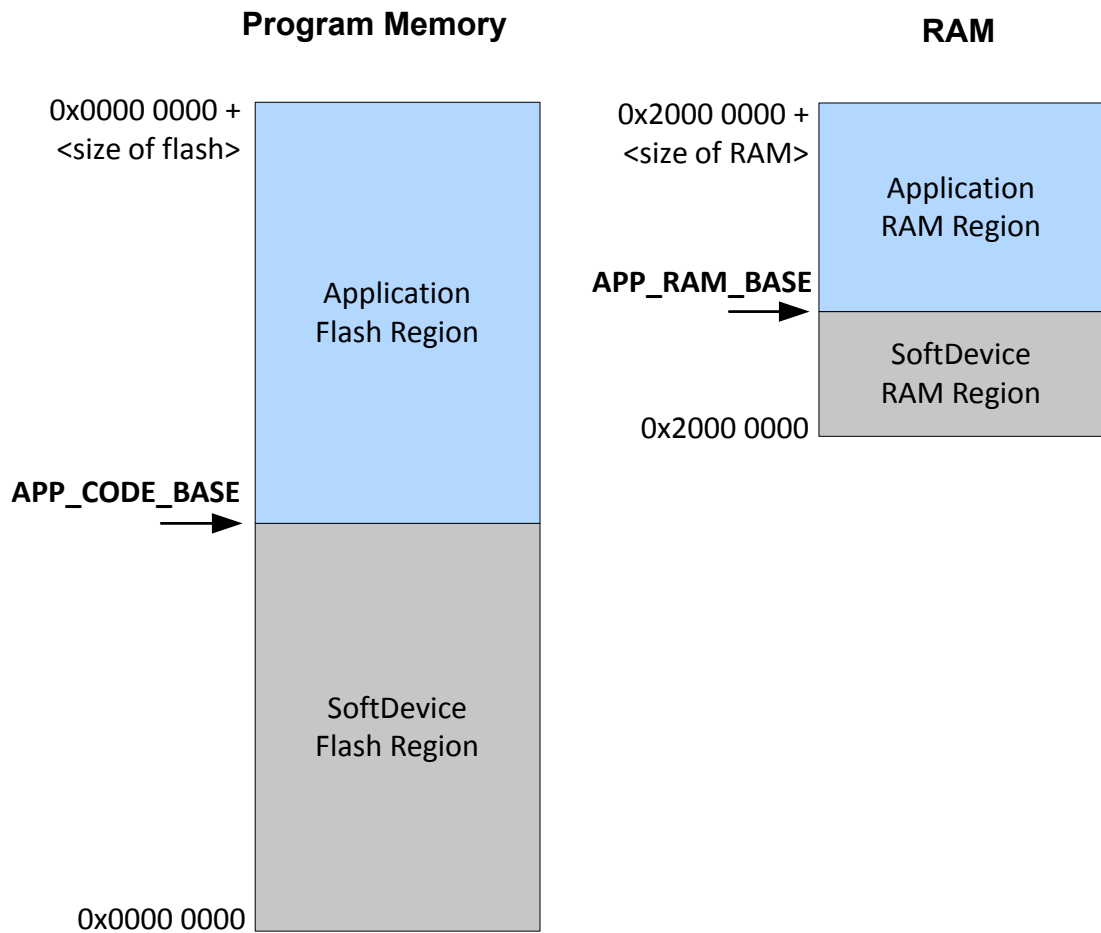 Program Memory
0x0000 0000 +
<size of flash>
Application
Flash Region
APP_CODE_BASE
SoftDevice
Flash Region
0x0000 0000
RAM
0x2000 0000 +
<size of RAM>
Application
RAM Region
APP_RAM_BASE
SoftDevice
RAM Region
0x2000 0000